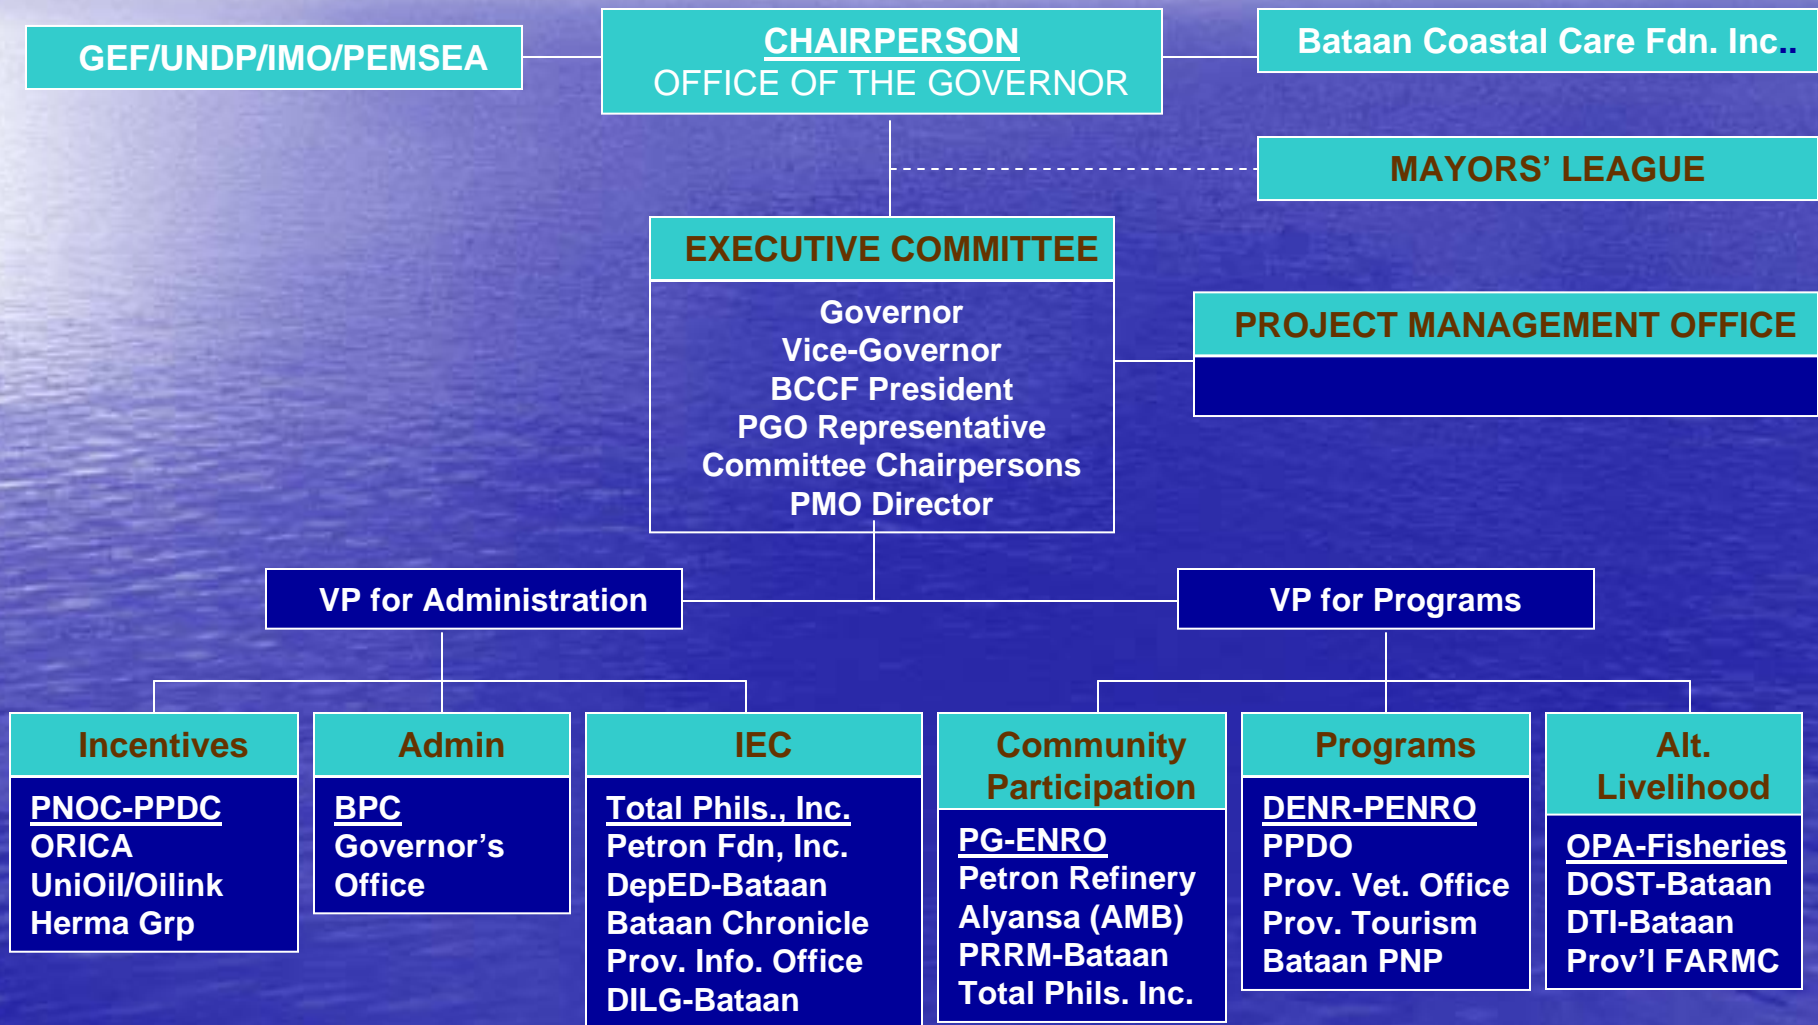 GEF/UNDP/IMO/PEMSEA
CHAIRPERSON
OFFICE OF THE GOVERNOR
Bataan Coastal Care Fdn. Inc..
MAYORS’ LEAGUE
EXECUTIVE COMMITTEE
Governor
Vice-Governor
BCCF President
PGO Representative
Committee Chairpersons
PMO Director
PROJECT MANAGEMENT OFFICE
VP for Administration
VP for Programs
Incentives
PNOC-PPDC
ORICA
UniOil/Oilink
Herma Grp
Admin
BPC
Governor’s
Office
IEC
Total Phils., Inc.
Petron Fdn, Inc.
DepED-Bataan
Bataan Chronicle
Prov. Info. Office
DILG-Bataan
Community
Participation
PG-ENRO
Petron Refinery
Alyansa (AMB)
PRRM-Bataan
Total Phils. Inc.
Programs
DENR-PENRO
PPDO
Prov. Vet. Office
Prov. Tourism
Bataan PNP
Alt.
Livelihood
OPA-Fisheries
DOST-Bataan
DTI-Bataan
Prov’l FARMC